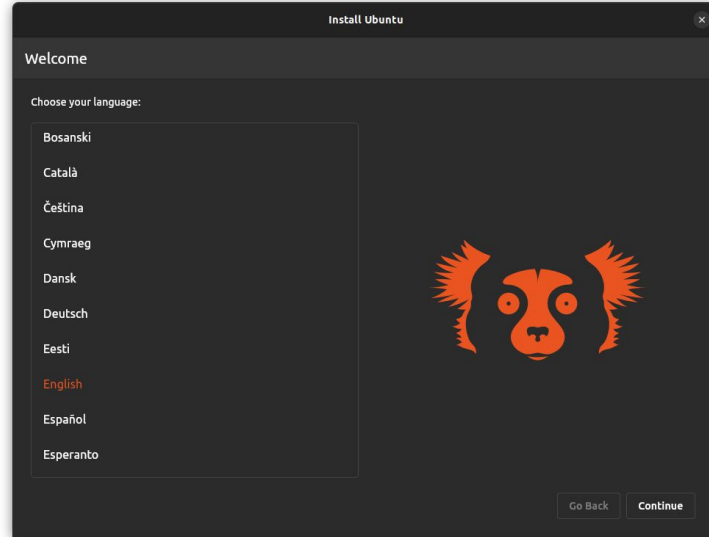 Install Ubuntu
Welcome
Choose your language:
Bosanski
Català
Čeština
Cymraeg
Dansk
Deutsch
Eesti
English
Español
Esperanto
Go Back Continue